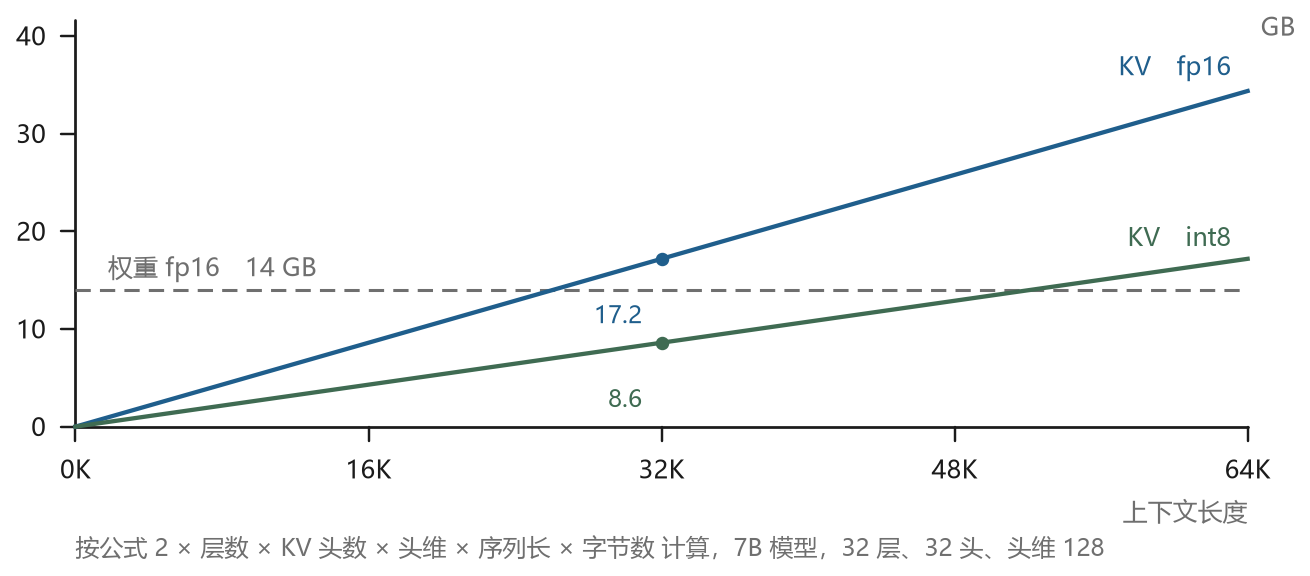 GB
40
KV fp16
30
KV int8
20
权重 fp16 14 GB
17.2
10
8.6
0
0K 16K 32K 48K 64K
上下文长度
按公式 2 × 层数 × KV 头数 × 头维 × 序列长 × 字节数 计算，7B 模型，32 层、32 头、头维 128